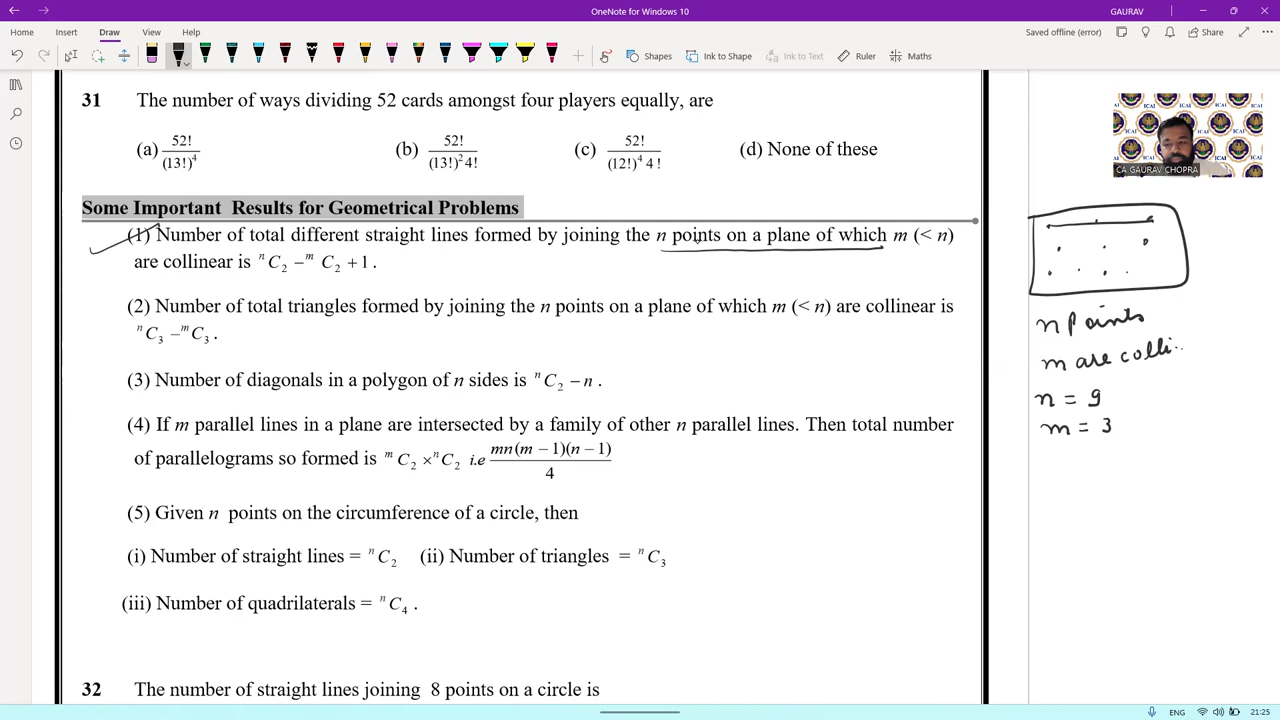 OneNote for Windows 10
GAURAV
Home Insert Draw View Help
Saved offline (error) Share
Shapes Ink to Shape Ink to Text Ruler Maths
31 The number of ways dividing 52 cards amongst four players equally, are
(a) 52!/(13!)^4 (b) 52!/(13!)^2 4! (c) 52!/(12!)^4 4! (d) None of these
Some Important Results for Geometrical Problems
(1) Number of total different straight lines formed by joining the n points on a plane of which m (< n)
are collinear is ^nC_2 – ^mC_2 + 1.
(2) Number of total triangles formed by joining the n points on a plane of which m (< n) are collinear is
^nC_3 – ^mC_3.
(3) Number of diagonals in a polygon of n sides is ^nC_2 – n.
(4) If m parallel lines in a plane are intersected by a family of other n parallel lines. Then total number
of parallelograms so formed is ^mC_2 × ^nC_2 i.e mn(m – 1)(n – 1)/4
(5) Given n points on the circumference of a circle, then
(i) Number of straight lines = ^nC_2 (ii) Number of triangles = ^nC_3
(iii) Number of quadrilaterals = ^nC_4.
32 The number of straight lines joining 8 points on a circle is
ICAI
CA GAURAV CHOPRA
n points
m are colli
n = 9
m = 3
ENG 21:25